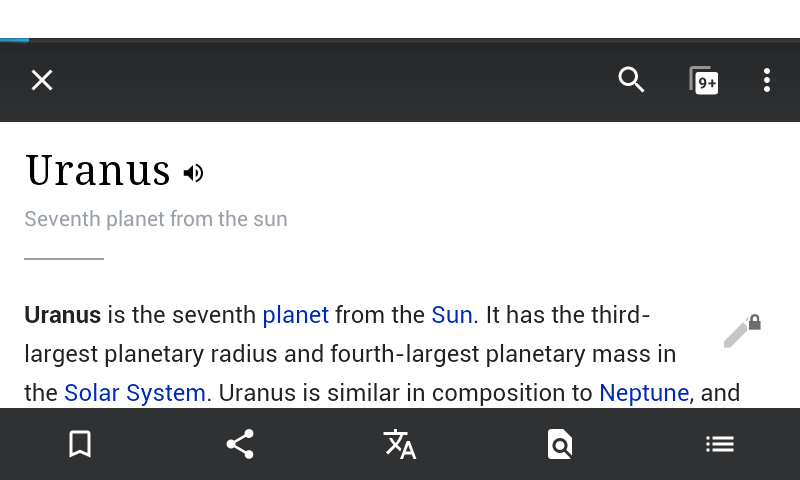 9+
Uranus
Seventh planet from the sun
Uranus is the seventh planet from the Sun. It has the third-
largest planetary radius and fourth-largest planetary mass in
the Solar System. Uranus is similar in composition to Neptune, and